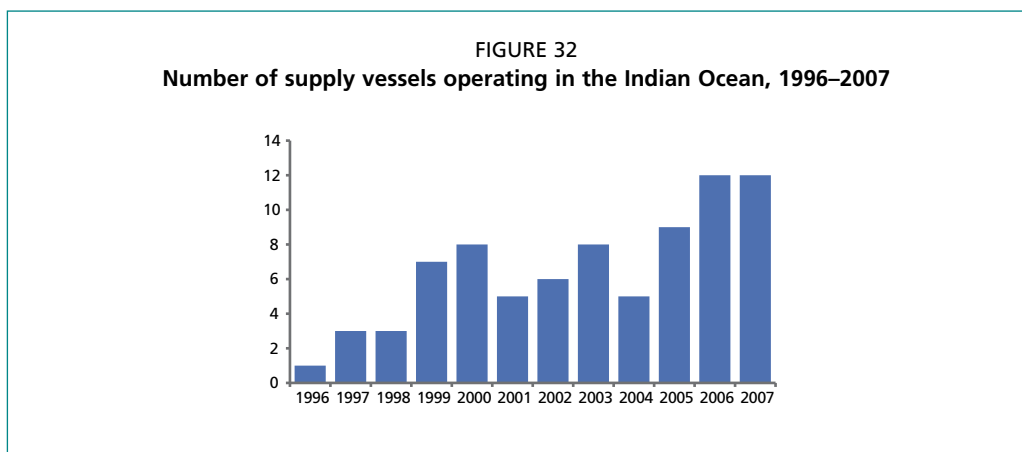 FIGURE 32
Number of supply vessels operating in the Indian Ocean, 1996–2007
14
12
10
8
6
4
2
0
1996 1997 1998 1999 2000 2001 2002 2003 2004 2005 2006 2007